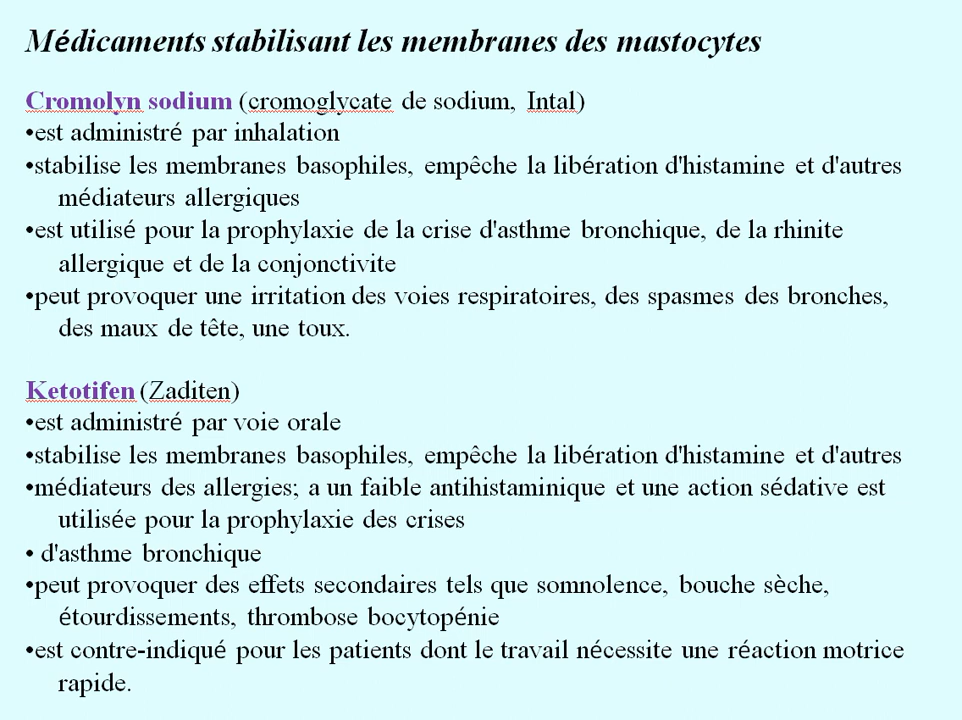 Médicaments stabilisant les membranes des mastocytes
Cromolyn sodium (cromoglycate de sodium, Intal)
•est administré par inhalation
•stabilise les membranes basophiles, empêche la libération d'histamine et d'autres
médiateurs allergiques
•est utilisé pour la prophylaxie de la crise d'asthme bronchique, de la rhinite
allergique et de la conjonctivite
•peut provoquer une irritation des voies respiratoires, des spasmes des bronches,
des maux de tête, une toux.
Ketotifen (Zaditen)
•est administré par voie orale
•stabilise les membranes basophiles, empêche la libération d'histamine et d'autres
•médiateurs des allergies; a un faible antihistaminique et une action sédative est
utilisée pour la prophylaxie des crises
• d'asthme bronchique
•peut provoquer des effets secondaires tels que somnolence, bouche sèche,
étourdissements, thrombose bocytopénie
•est contre-indiqué pour les patients dont le travail nécessite une réaction motrice
rapide.